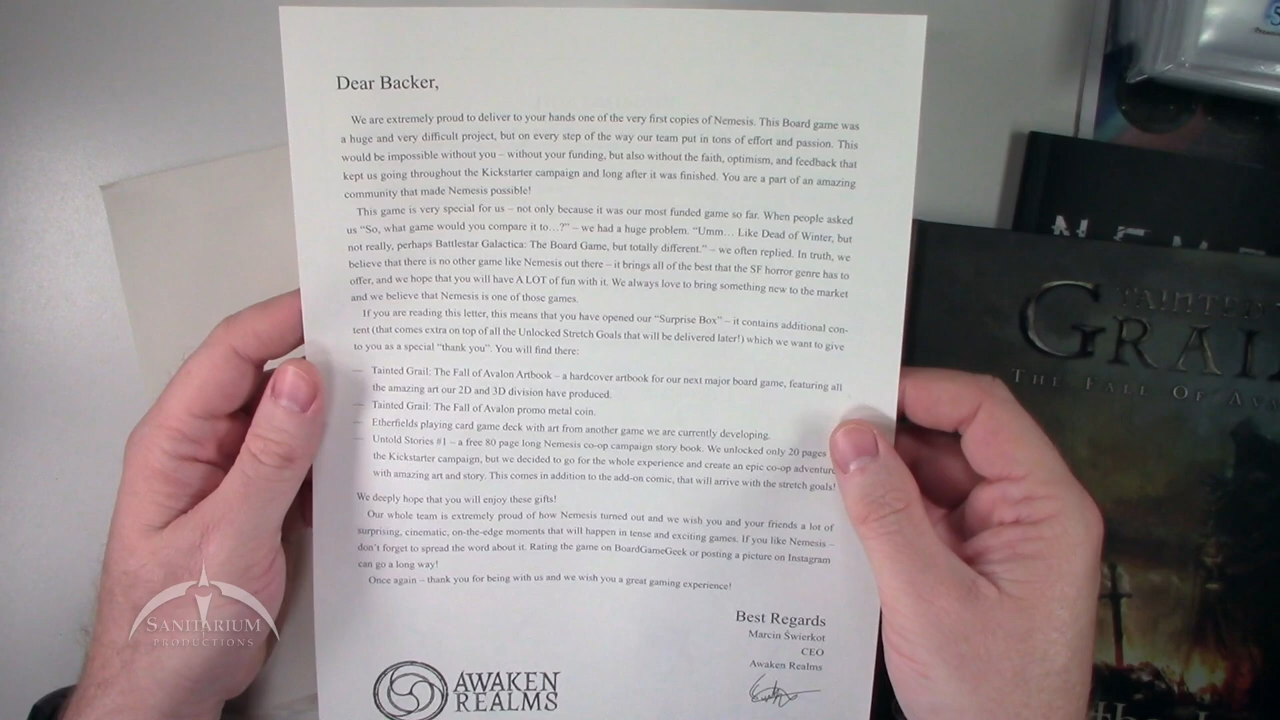 Dear Backer,
We are extremely proud to deliver to your hands one of the very first copies of Nemesis. This Board game was
a huge and very difficult project, but on every step of the way our team put in tons of effort and passion. This
would be impossible without you – without your funding, but also without the faith, optimism, and feedback that
kept us going throughout the Kickstarter campaign and long after it was finished. You are a part of an amazing
community that made Nemesis possible!
This game is very special for us – not only because it was our most funded game so far. When people asked
us “So, what game would you compare it to…?” – we had a huge problem. “Umm… Like Dead of Winter, but
not really, perhaps Battlestar Galactica: The Board Game, but totally different.” – we often replied. In truth, we
believe that there is no other game like Nemesis out there – it brings all of the best that the SF horror genre has to
offer, and we hope that you will have A LOT of fun with it. We always love to bring something new to the market
and we believe that Nemesis is one of those games.
If you are reading this letter, this means that you have opened our “Surprise Box” – it contains additional con-
tent (that comes extra on top of all the Unlocked Stretch Goals that will be delivered later!) which we want to give
to you as a special “thank you”. You will find there:
— Tainted Grail: The Fall of Avalon Artbook – a hardcover artbook for our next major board game, featuring all
the amazing art our 2D and 3D division have produced.
— Tainted Grail: The Fall of Avalon promo metal coin.
— Etherfields playing card game deck with art from another game we are currently developing.
— Untold Stories #1 – a free 80 page long Nemesis co-op campaign story book. We unlocked only 20 pages
the Kickstarter campaign, but we decided to go for the whole experience and create an epic co-op adventure
with amazing art and story. This comes in addition to the add-on comic, that will arrive with the stretch goals!
We deeply hope that you will enjoy these gifts!
Our whole team is extremely proud of how Nemesis turned out and we wish you and your friends a lot of
surprising, cinematic, on-the-edge moments that will happen in tense and exciting games. If you like Nemesis –
don’t forget to spread the word about it. Rating the game on BoardGameGeek or posting a picture on Instagram
can go a long way!
Once again – thank you for being with us and we wish you a great gaming experience!
Best Regards
Marcin Świerkot
CEO
Awaken Realms
AWAKEN
REALMS
NEME
TAINTED
GRAIL
THE FALL OF AVA
SANITARIUM
PRODUCTIONS